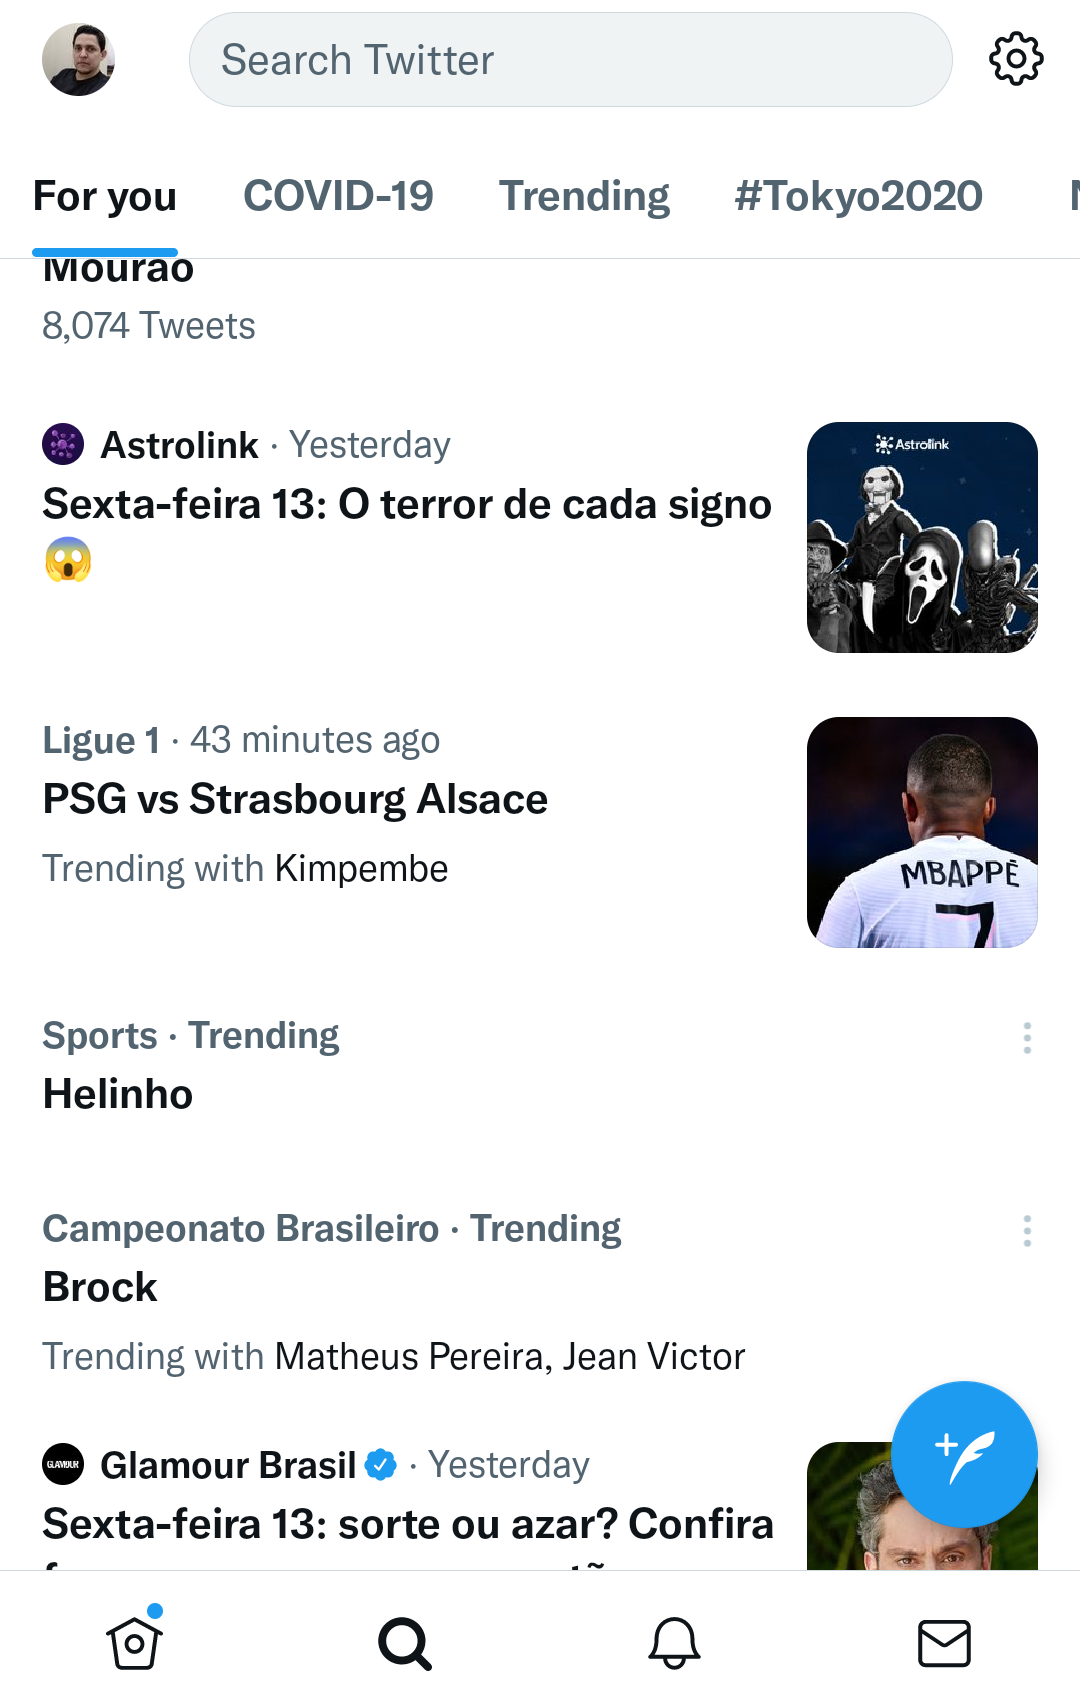 Search Twitter
For you COVID-19 Trending #Tokyo2020
Mourão
8,074 Tweets
Astrolink · Yesterday
Sexta-feira 13: O terror de cada signo
😱
Astrolink
Ligue 1 · 43 minutes ago
PSG vs Strasbourg Alsace
Trending with Kimpembe
MBAPPÉ
7
Sports · Trending
Helinho
Campeonato Brasileiro · Trending
Brock
Trending with Matheus Pereira, Jean Victor
GLAMOUR
Glamour Brasil · Yesterday
Sexta-feira 13: sorte ou azar? Confira